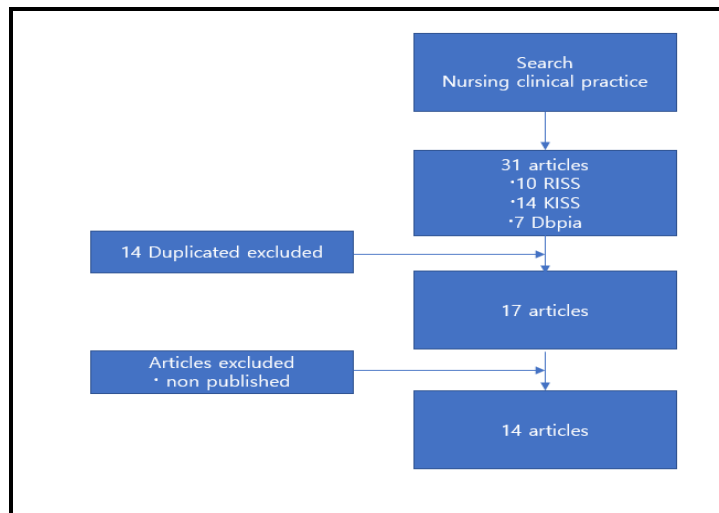 Search
Nursing clinical practice
31 articles
·10 RISS
·14 KISS
·7 Dbpia
14 Duplicated excluded
17 articles
Articles excluded
· non published
14 articles